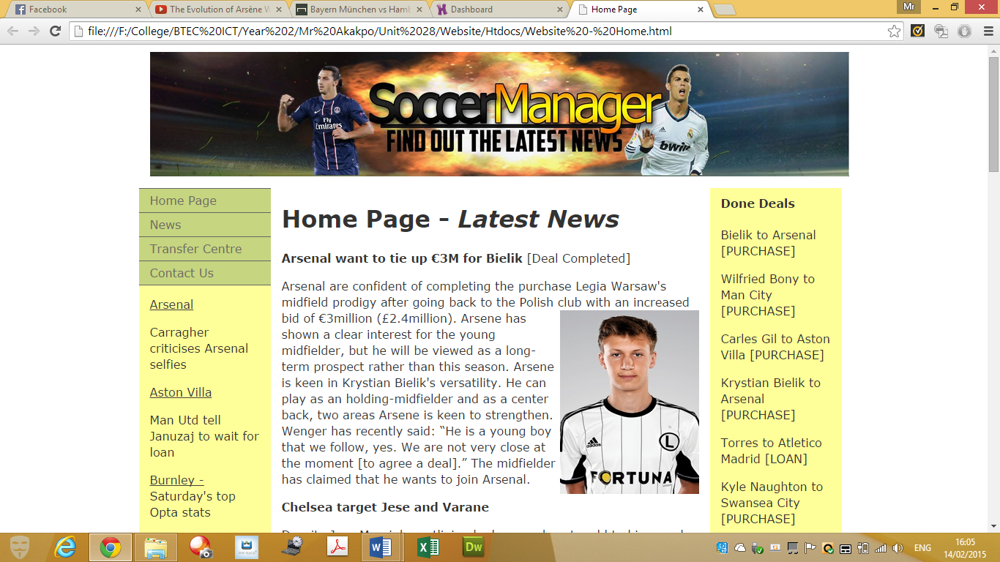 Facebook
The Evolution of Arsène W
Bayern München vs Hamb
Dashboard
Home Page
Mr
file:///F:/College/BTEC%20ICT/Year%202/Mr%20Akakpo/Unit%2028/Website/Htdocs/Website%20-%20Home.html
SoccerManager
FIND OUT THE LATEST NEWS
Fly
Emirates
bwin
Home Page
News
Transfer Centre
Contact Us
Arsenal
Carragher
criticises Arsenal
selfies
Aston Villa
Man Utd tell
Januzaj to wait for
loan
Burnley -
Saturday's top
Opta stats
Home Page - Latest News
Arsenal want to tie up €3M for Bielik [Deal Completed]
Arsenal are confident of completing the purchase Legia Warsaw's
midfield prodigy after going back to the Polish club with an increased
bid of €3million (£2.4million). Arsene has
shown a clear interest for the young
midfielder, but he will be viewed as a long-
term prospect rather than this season. Arsene
is keen in Krystian Bielik's versatility. He can
play as an holding-midfielder and as a center
back, two areas Arsene is keen to strengthen.
Wenger has recently said: “He is a young boy
that we follow, yes. We are not very close at
the moment [to agree a deal].” The midfielder
has claimed that he wants to join Arsenal.
adidas
L
FORTUNA
Chelsea target Jese and Varane
Done Deals
Bielik to Arsenal
[PURCHASE]
Wilfried Bony to
Man City
[PURCHASE]
Carles Gil to Aston
Villa [PURCHASE]
Krystian Bielik to
Arsenal
[PURCHASE]
Torres to Atletico
Madrid [LOAN]
Kyle Naughton to
Swansea City
[PURCHASE]
Dw
ENG
16:05
14/02/2015